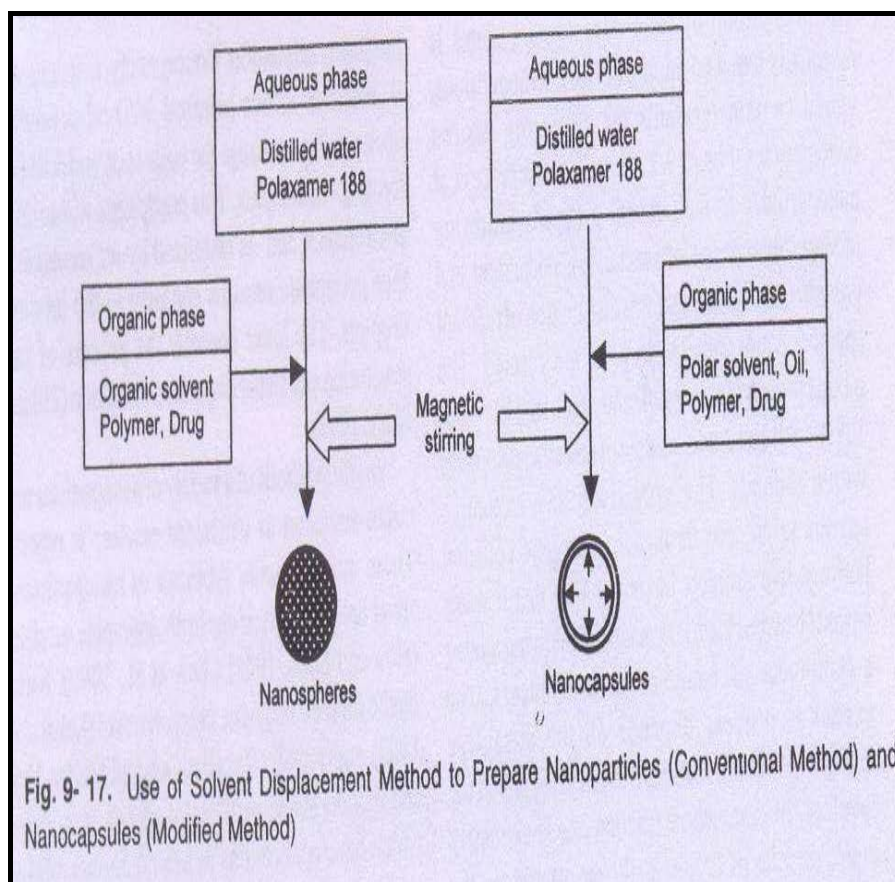 Aqueous phase
Distilled water
Polaxamer 188
Aqueous phase
Distilled water
Polaxamer 188
Organic phase
Organic solvent
Polymer, Drug
Organic phase
Polar solvent, Oil,
Polymer, Drug
Magnetic
stirring
Nanospheres
Nanocapsules
Fig. 9- 17. Use of Solvent Displacement Method to Prepare Nanoparticles (Conventional Method) and
Nanocapsules (Modified Method)